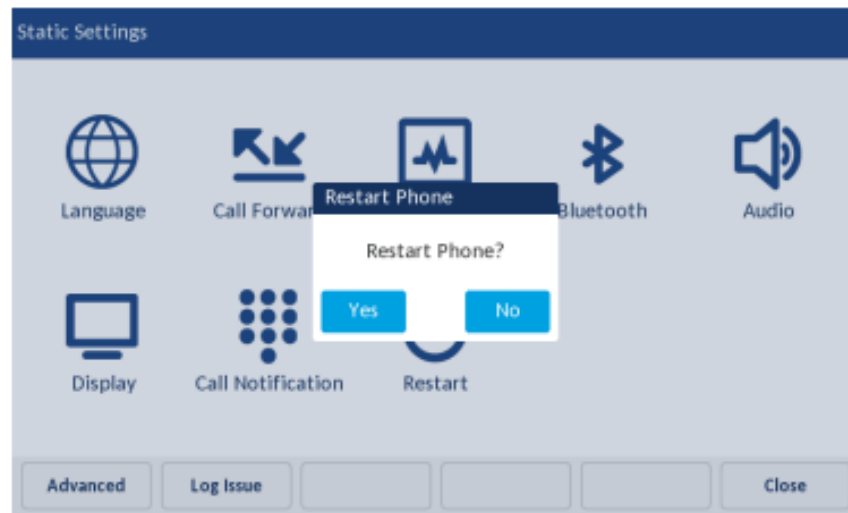 Static Settings
Restart Phone
Language
Call Forwar
Bluetooth
Audio
Restart Phone?
Yes
No
Display
Call Notification
Restart
Advanced
Log Issue
Close